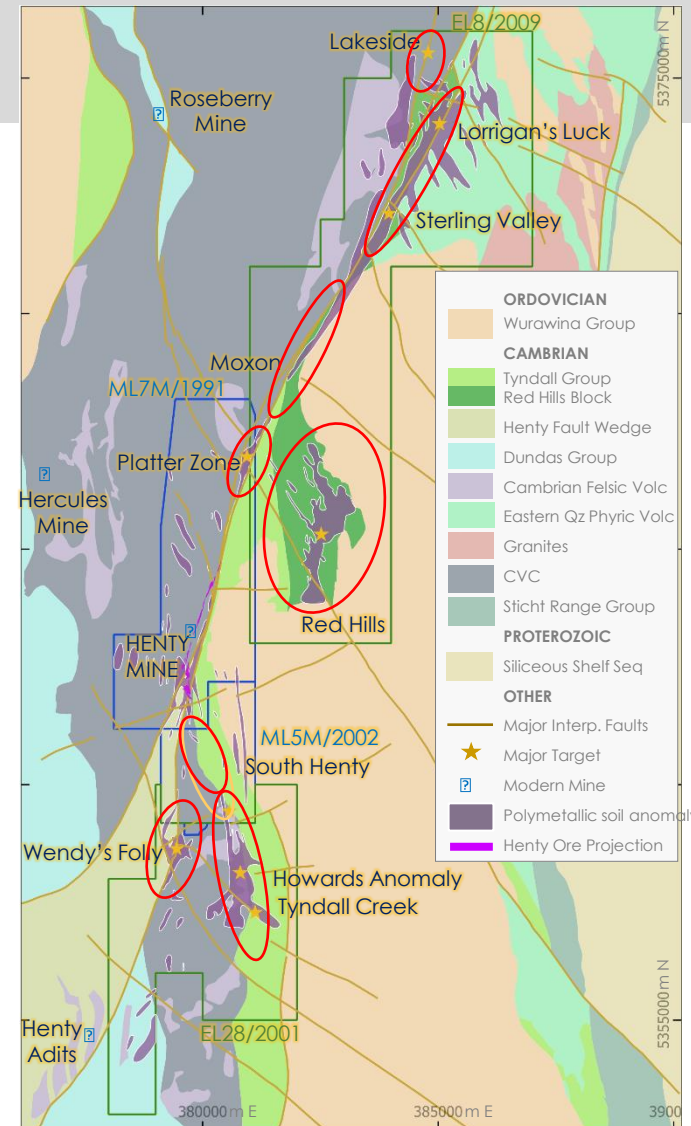 EL8/2009
Lakeside
5375000m N
Roseberry
Mine
Lorrigan's Luck
Sterling Valley
ORDOVICIAN
Wurawina Group
CAMBRIAN
Tyndall Group
Red Hills Block
Henty Fault Wedge
Dundas Group
Cambrian Felsic Volc
Eastern Qz Phyric Volc
Granites
CVC
Sticht Range Group
PROTEROZOIC
Siliceous Shelf Seq
OTHER
Major Interp. Faults
Major Target
Modern Mine
Polymetallic soil anomaly
Henty Ore Projection
Moxon
ML7M/1991
Platter Zone
Hercules
Mine
Red Hills
HENTY
MINE
ML5M/2002
South Henty
Wendy's Folly
Howards Anomaly
Tyndall Creek
5355000m N
Henty
Adits
EL28/2001
380000m E
385000m E
3900